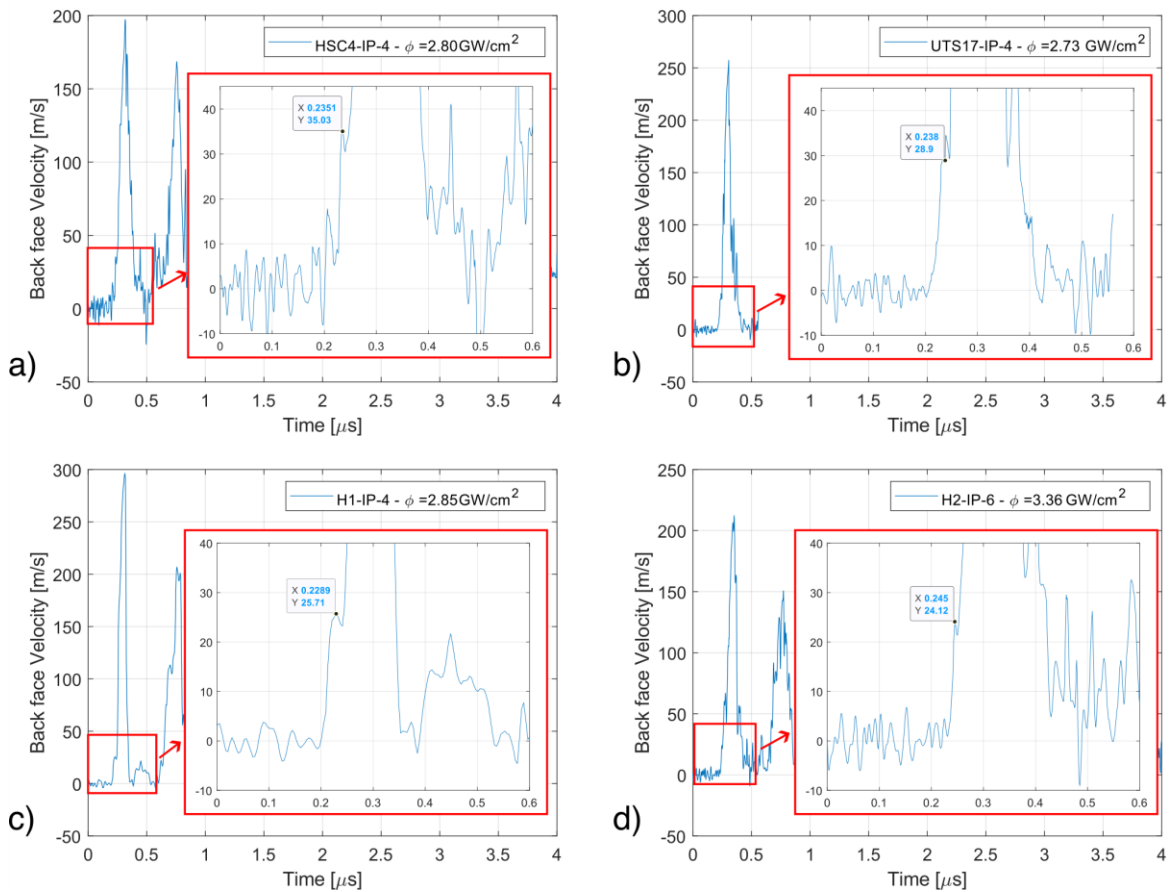 200
150
100
50
0
-50
Back face Velocity [m/s]
HSC4-IP-4 - ϕ =2.80GW/cm²
X 0.2351
Y 35.03
40
30
20
10
0
-10
0 0.1 0.2 0.3 0.4 0.5 0.6
0 0.5 1 1.5 2 2.5 3 3.5 4
Time [μs]
a)
300
250
200
150
100
50
0
-50
Back face Velocity [m/s]
UTS17-IP-4 - ϕ =2.73 GW/cm²
X 0.238
Y 28.9
40
30
20
10
0
-10
0 0.1 0.2 0.3 0.4 0.5 0.6
0 0.5 1 1.5 2 2.5 3 3.5 4
Time [μs]
b)
300
250
200
150
100
50
0
-50
Back face Velocity [m/s]
H1-IP-4 - ϕ =2.85GW/cm²
X 0.2289
Y 25.71
40
30
20
10
0
-10
0 0.1 0.2 0.3 0.4 0.5 0.6
0 0.5 1 1.5 2 2.5 3 3.5 4
Time [μs]
c)
250
200
150
100
50
0
-50
Back face Velocity [m/s]
H2-IP-6 - ϕ =3.36 GW/cm²
X 0.245
Y 24.12
40
30
20
10
0
-10
0 0.1 0.2 0.3 0.4 0.5 0.6
0 0.5 1 1.5 2 2.5 3 3.5 4
Time [μs]
d)